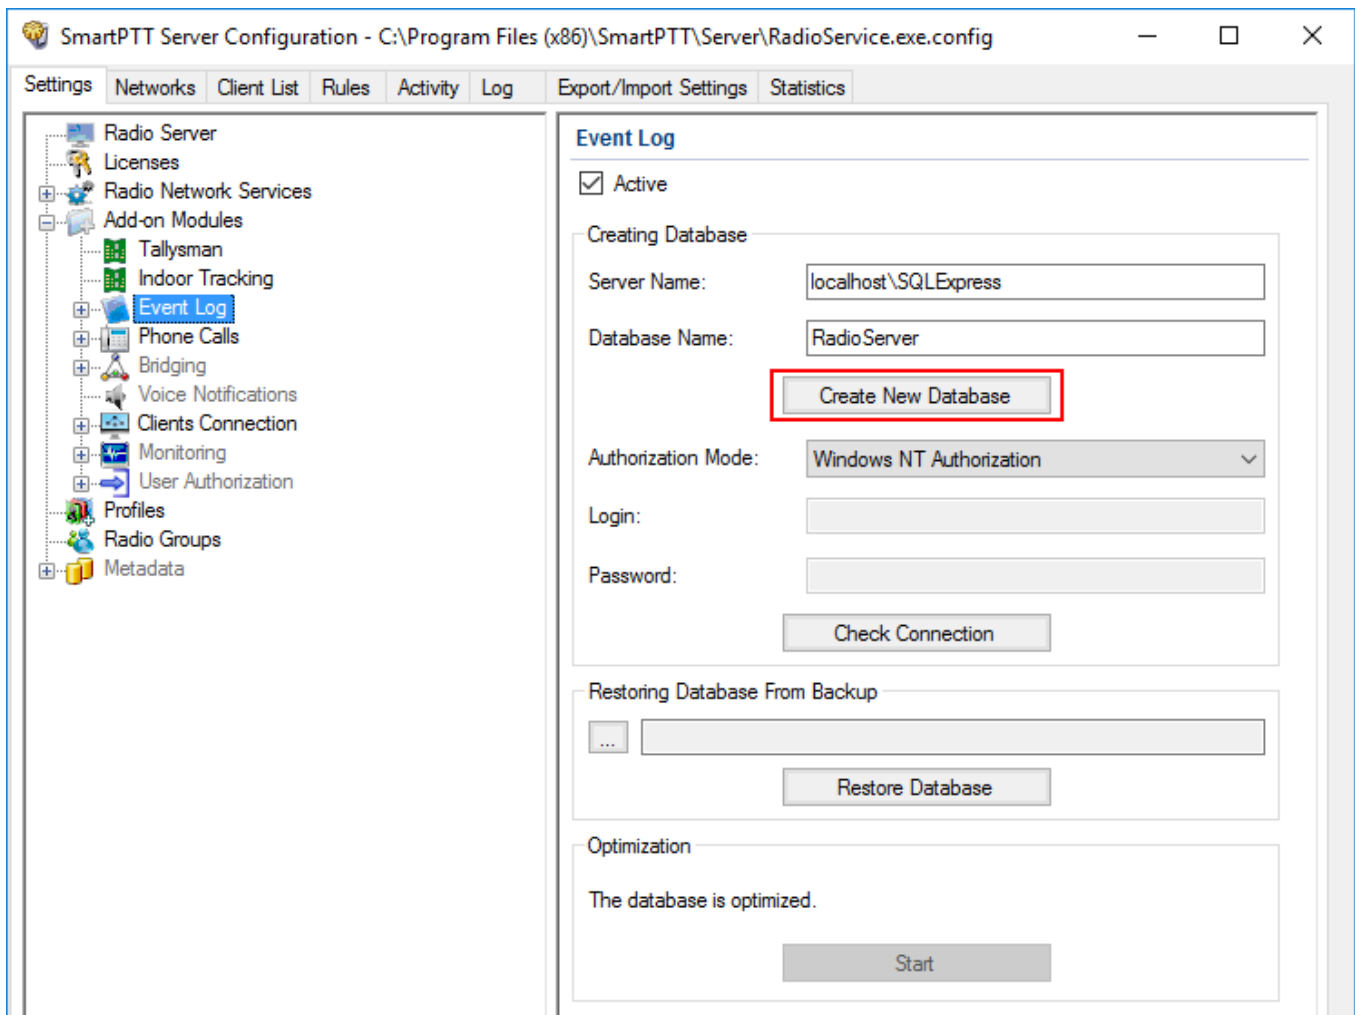 SmartPTT Server Configuration - C:\Program Files (x86)\SmartPTT\Server\RadioService.exe.config
Settings Networks Client List Rules Activity Log Export/Import Settings Statistics
Radio Server
Licenses
Radio Network Services
Add-on Modules
Tallysman
Indoor Tracking
Event Log
Phone Calls
Bridging
Voice Notifications
Clients Connection
Monitoring
User Authorization
Profiles
Radio Groups
Metadata
Event Log
Active
Creating Database
Server Name: localhost\SQLExpress
Database Name: RadioServer
Create New Database
Authorization Mode: Windows NT Authorization
Login:
Password:
Check Connection
Restoring Database From Backup
...
Restore Database
Optimization
The database is optimized.
Start